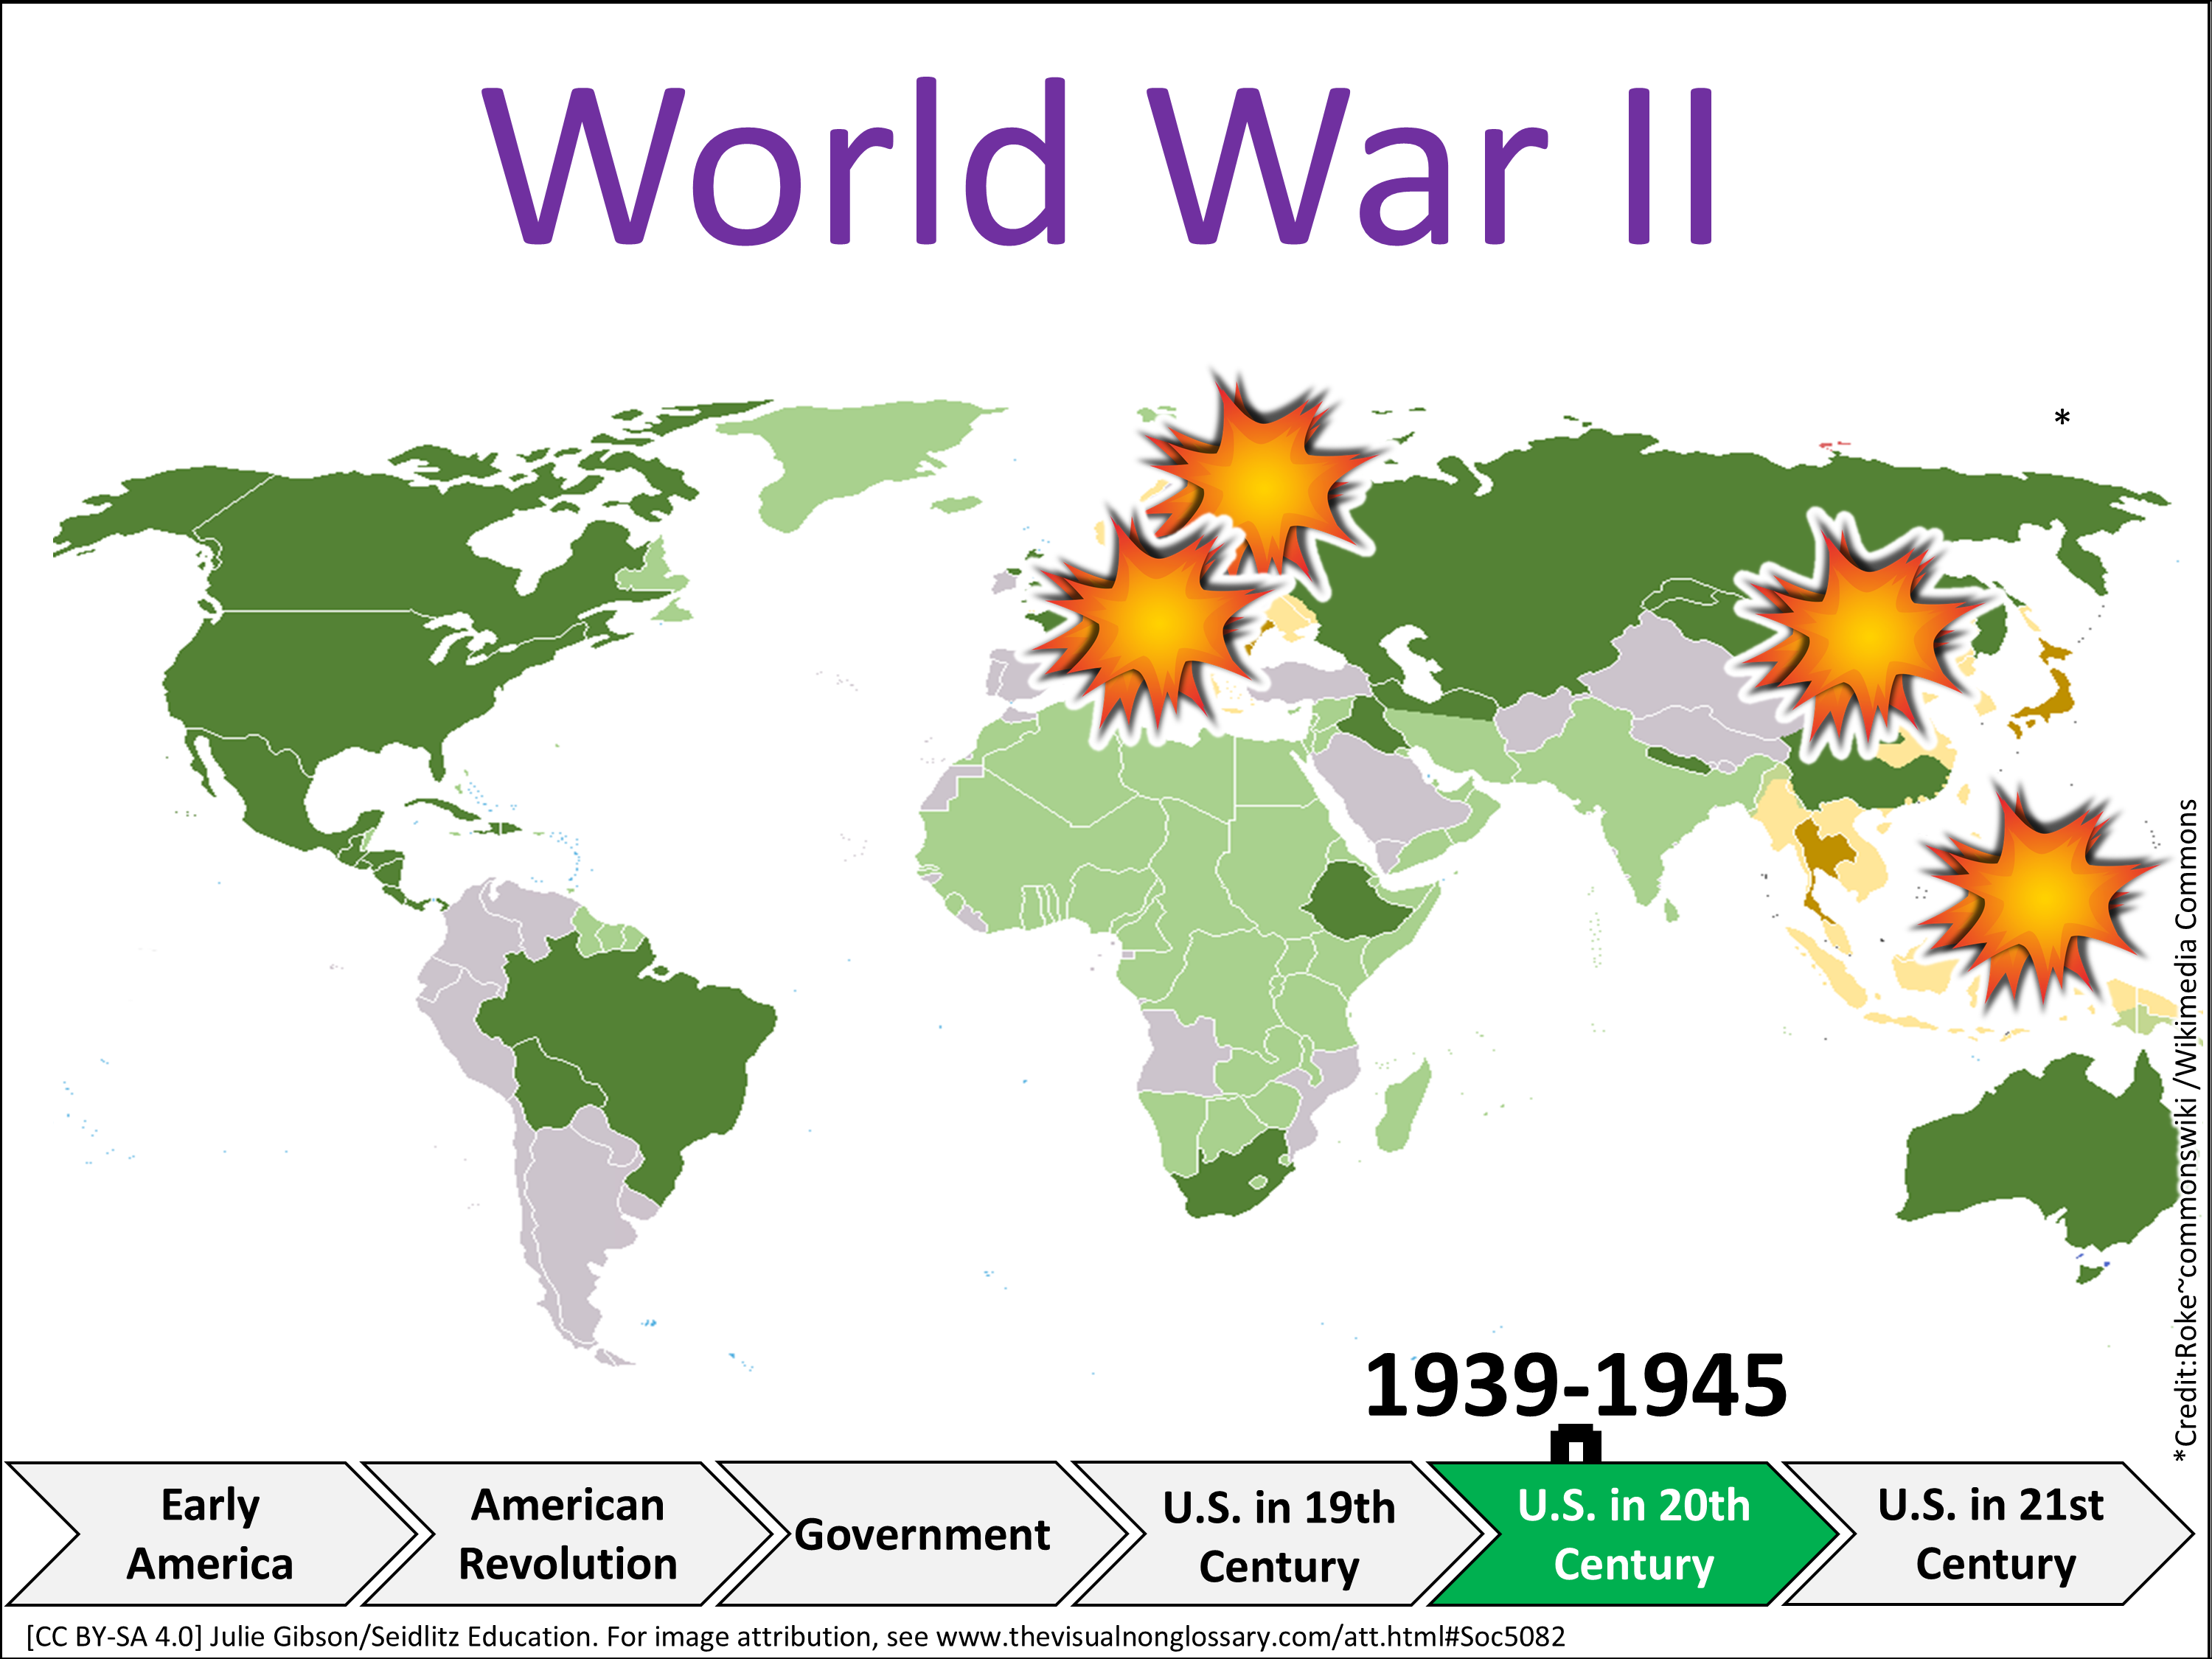 World War II
*
*Credit:Roke~commonswiki /Wikimedia Commons
1939-1945
Early
America
American
Revolution
Government
U.S. in 19th
Century
U.S. in 20th
Century
U.S. in 21st
Century
[CC BY-SA 4.0] Julie Gibson/Seidlitz Education. For image attribution, see www.thevisualnonglossary.com/att.html#Soc5082